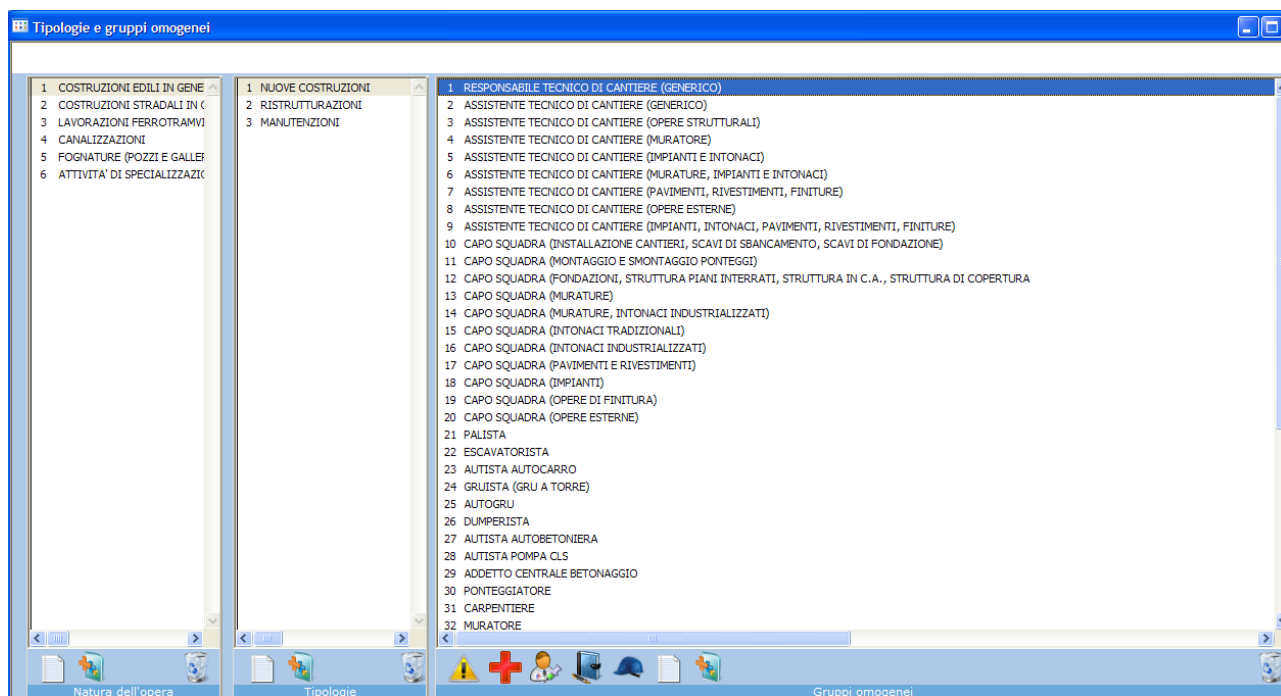 Tipologie e gruppi omogenei
1 COSTRUZIONI EDILI IN GENE
2 COSTRUZIONI STRADALI IN
3 LAVORAZIONI FERROTRAMVI
4 CANALIZZAZIONI
5 FOGNATURE (POZZI E GALLER
6 ATTIVITA' DI SPECIALIZZAZIO
Natura dell'opera
1 NUOVE COSTRUZIONI
2 RISTRUTTURAZIONI
3 MANUTENZIONI
Tipologie
1 RESPONSABILE TECNICO DI CANTIERE (GENERICO)
2 ASSISTENTE TECNICO DI CANTIERE (GENERICO)
3 ASSISTENTE TECNICO DI CANTIERE (OPERE STRUTTURALI)
4 ASSISTENTE TECNICO DI CANTIERE (MURATORE)
5 ASSISTENTE TECNICO DI CANTIERE (IMPIANTI E INTONACI)
6 ASSISTENTE TECNICO DI CANTIERE (MURATURE, IMPIANTI E INTONACI)
7 ASSISTENTE TECNICO DI CANTIERE (PAVIMENTI, RIVESTIMENTI, FINITURE)
8 ASSISTENTE TECNICO DI CANTIERE (OPERE ESTERNE)
9 ASSISTENTE TECNICO DI CANTIERE (IMPIANTI, INTONACI, PAVIMENTI, RIVESTIMENTI, FINITURE)
10 CAPO SQUADRA (INSTALLAZIONE CANTIERI, SCAVI DI SBANCAMENTO, SCAVI DI FONDAZIONE)
11 CAPO SQUADRA (MONTAGGIO E SMONTAGGIO PONTEGGI)
12 CAPO SQUADRA (FONDAZIONI, STRUTTURA PIANI INTERRATI, STRUTTURA IN C.A., STRUTTURA DI COPERTURA
13 CAPO SQUADRA (MURATURE)
14 CAPO SQUADRA (MURATURE, INTONACI INDUSTRIALIZZATI)
15 CAPO SQUADRA (INTONACI TRADIZIONALI)
16 CAPO SQUADRA (INTONACI INDUSTRIALIZZATI)
17 CAPO SQUADRA (PAVIMENTI E RIVESTIMENTI)
18 CAPO SQUADRA (IMPIANTI)
19 CAPO SQUADRA (OPERE DI FINITURA)
20 CAPO SQUADRA (OPERE ESTERNE)
21 PALISTA
22 ESCAVATORISTA
23 AUTISTA AUTOCARRO
24 GRUISTA (GRU A TORRE)
25 AUTOGRU
26 DUMPERISTA
27 AUTISTA AUTOBETONIERA
28 AUTISTA POMPA CLS
29 ADDETTO CENTRALE BETONAGGIO
30 PONTEGGIATORE
31 CARPENTIERE
32 MURATORE
Gruppi omogenei